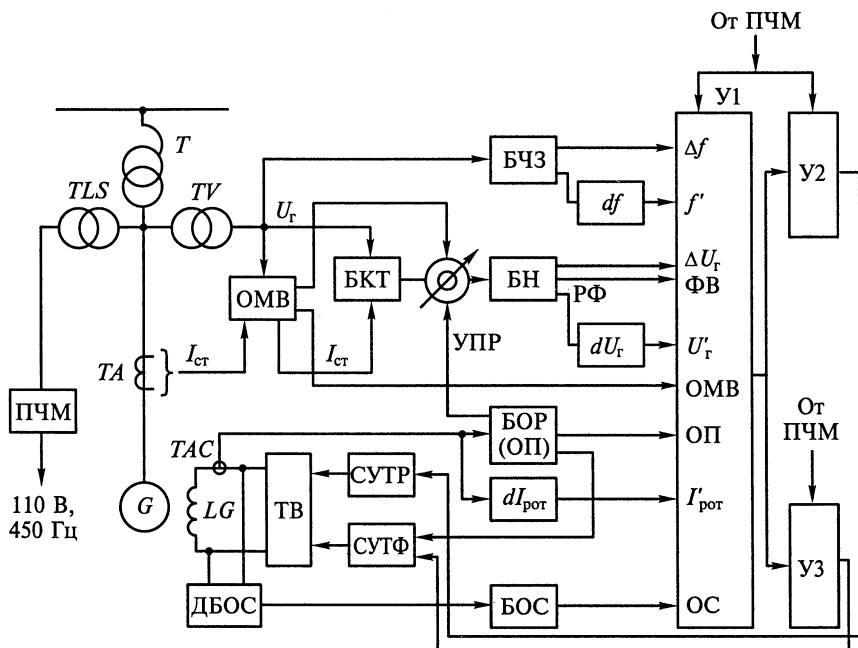 От ПЧМ
У1
T
TLS
TV
Uг
БЧЗ
Δf
df
f′
У2
ОМВ
БКТ
БН
ΔUг
ФВ
РФ
УПР
dUг
U′г
TA
Iст
Iст
ПЧМ
ОМВ
От
ПЧМ
TAC
БОР
(ОП)
ОП
110 В,
450 Гц
G
LG
ТВ
СУТР
dIрот
I′рот
СУТФ
У3
ДБОС
БОС
ОС